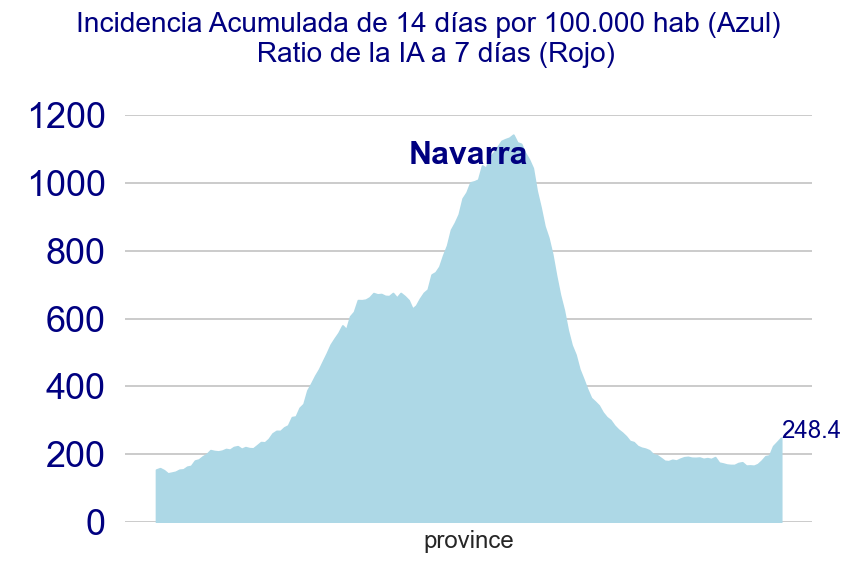 Incidencia Acumulada de 14 días por 100.000 hab (Azul)
Ratio de la IA a 7 días (Rojo)
1200
Navarra
1000
800
600
400
248.4
200
0
province